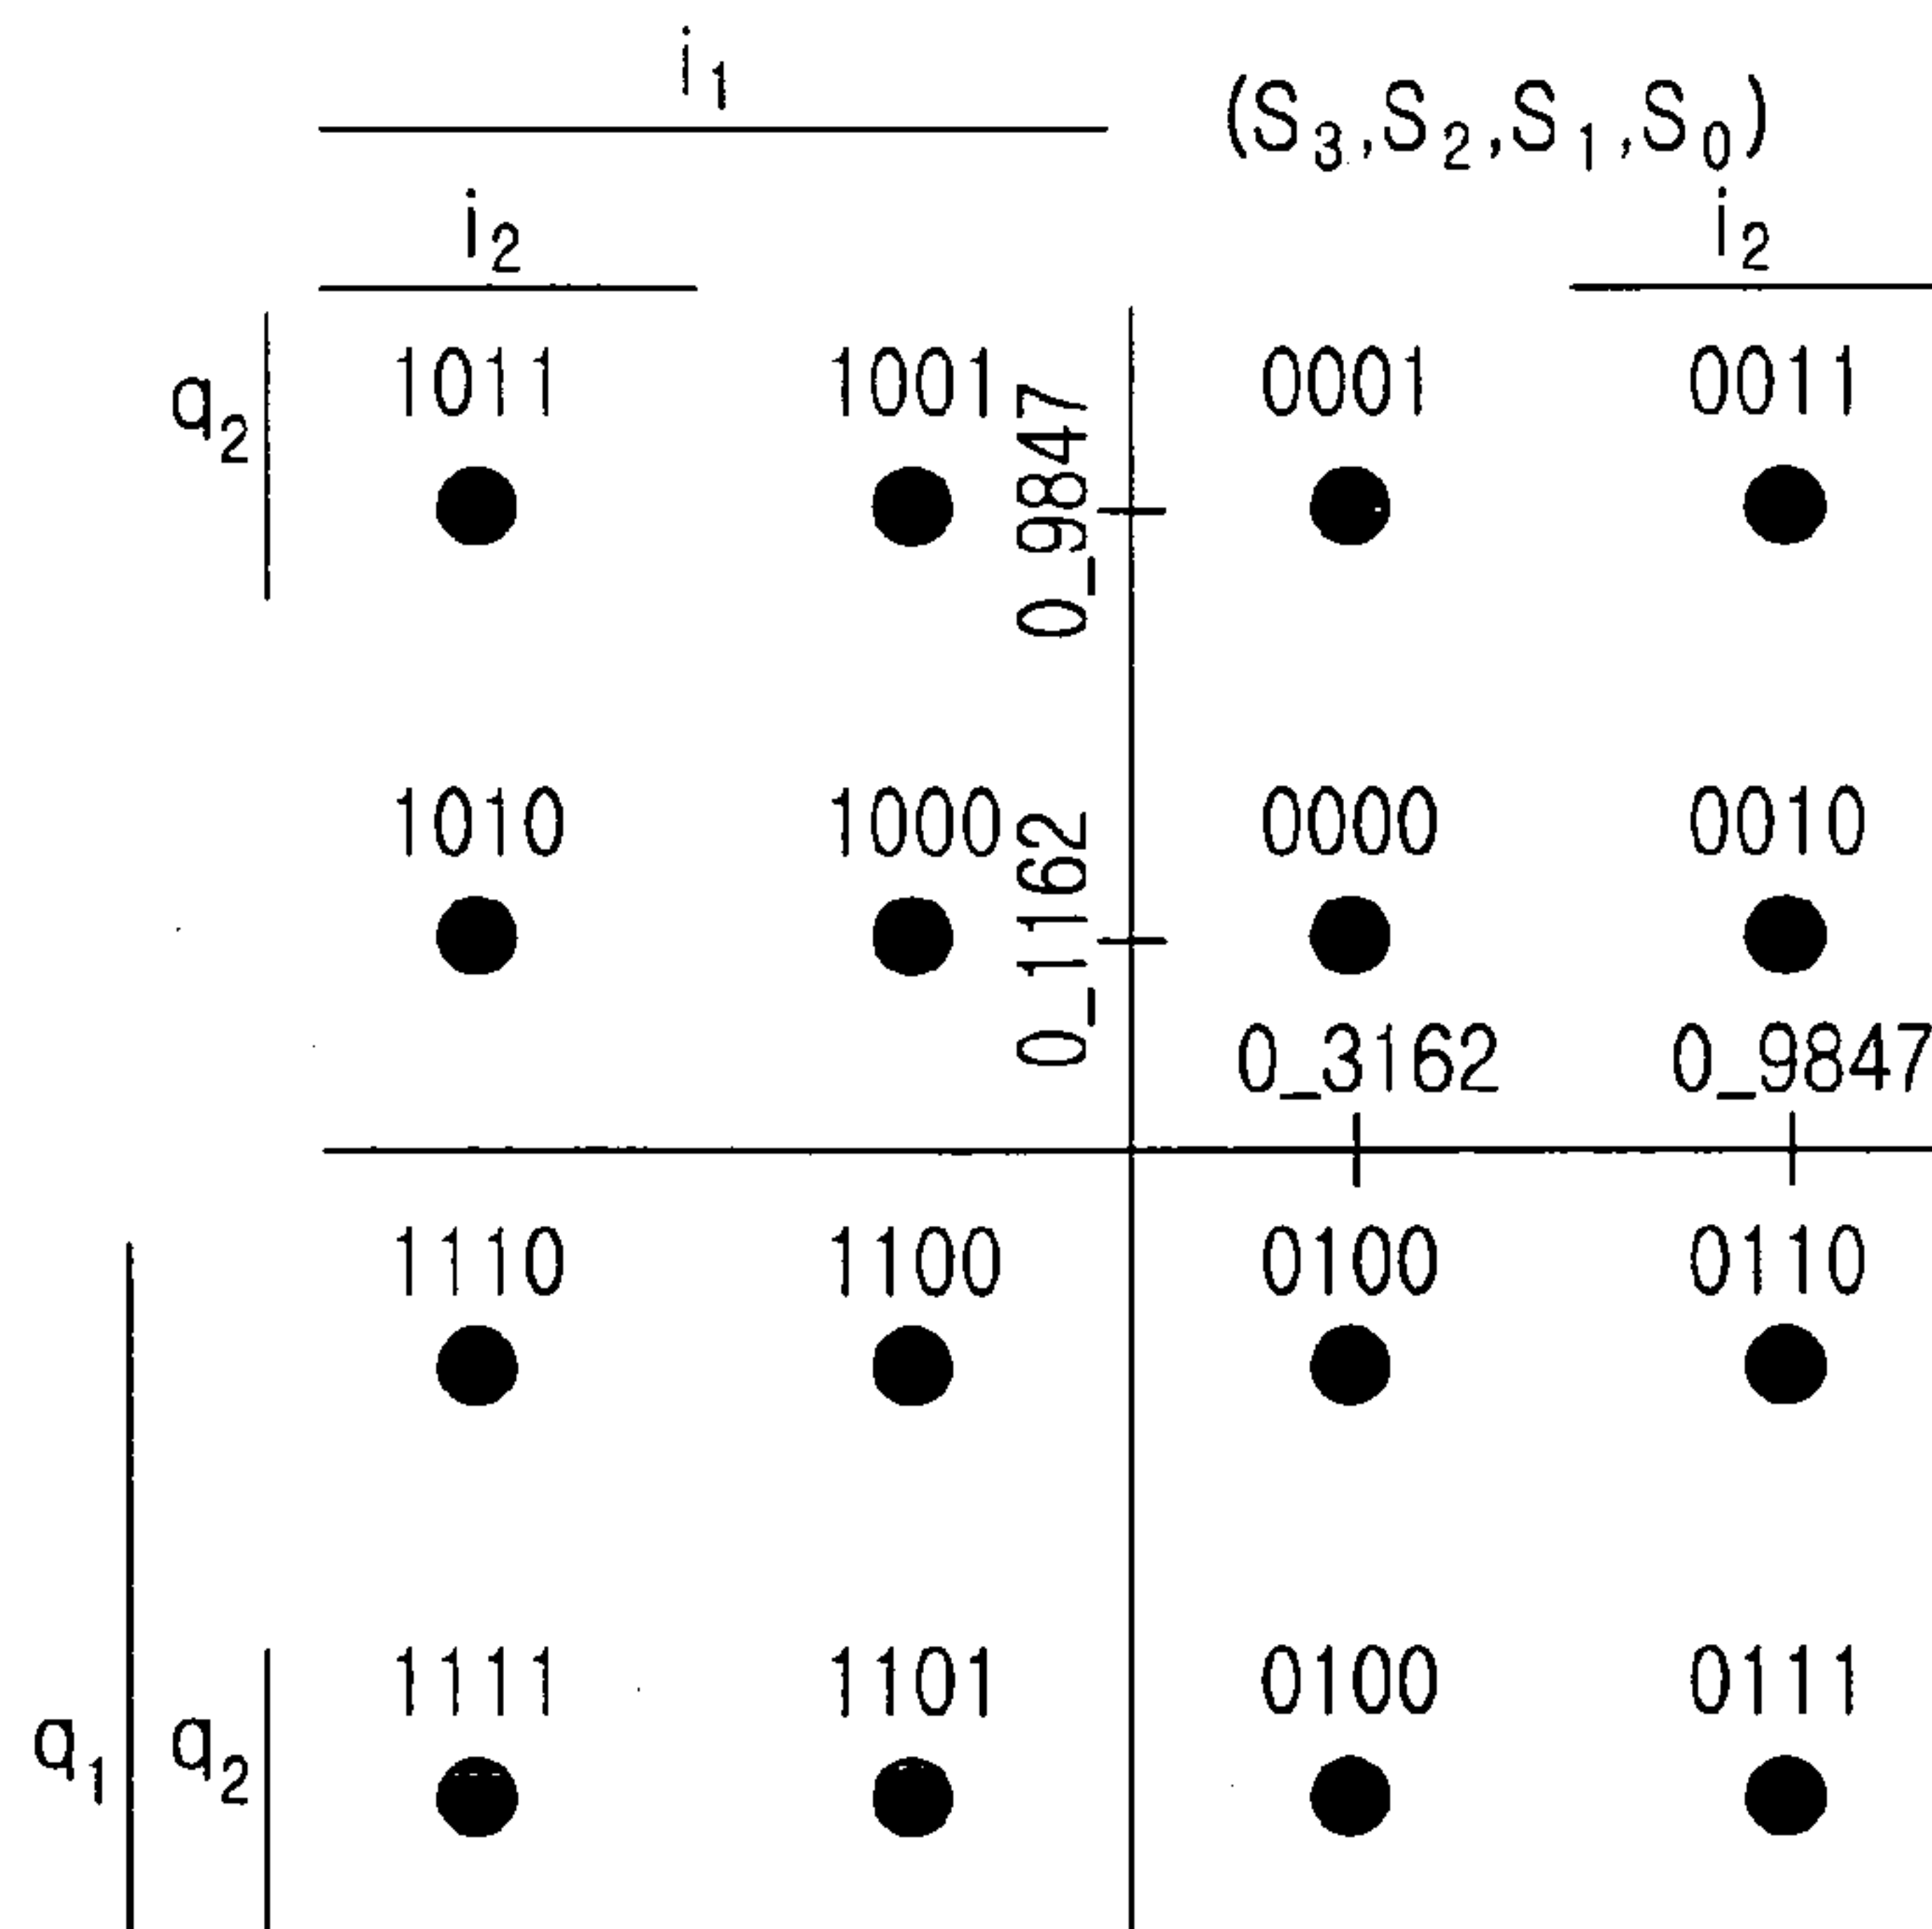 i1 (S3,S2,S1,S0)
i2 i2
1011 1001 0001 0011
q2
0_9847
1010 1000 0000 0010
0_1162
0_3162 0_9847
1110 1100 0100 0110
1111 1101 0100 0111
q1 q2